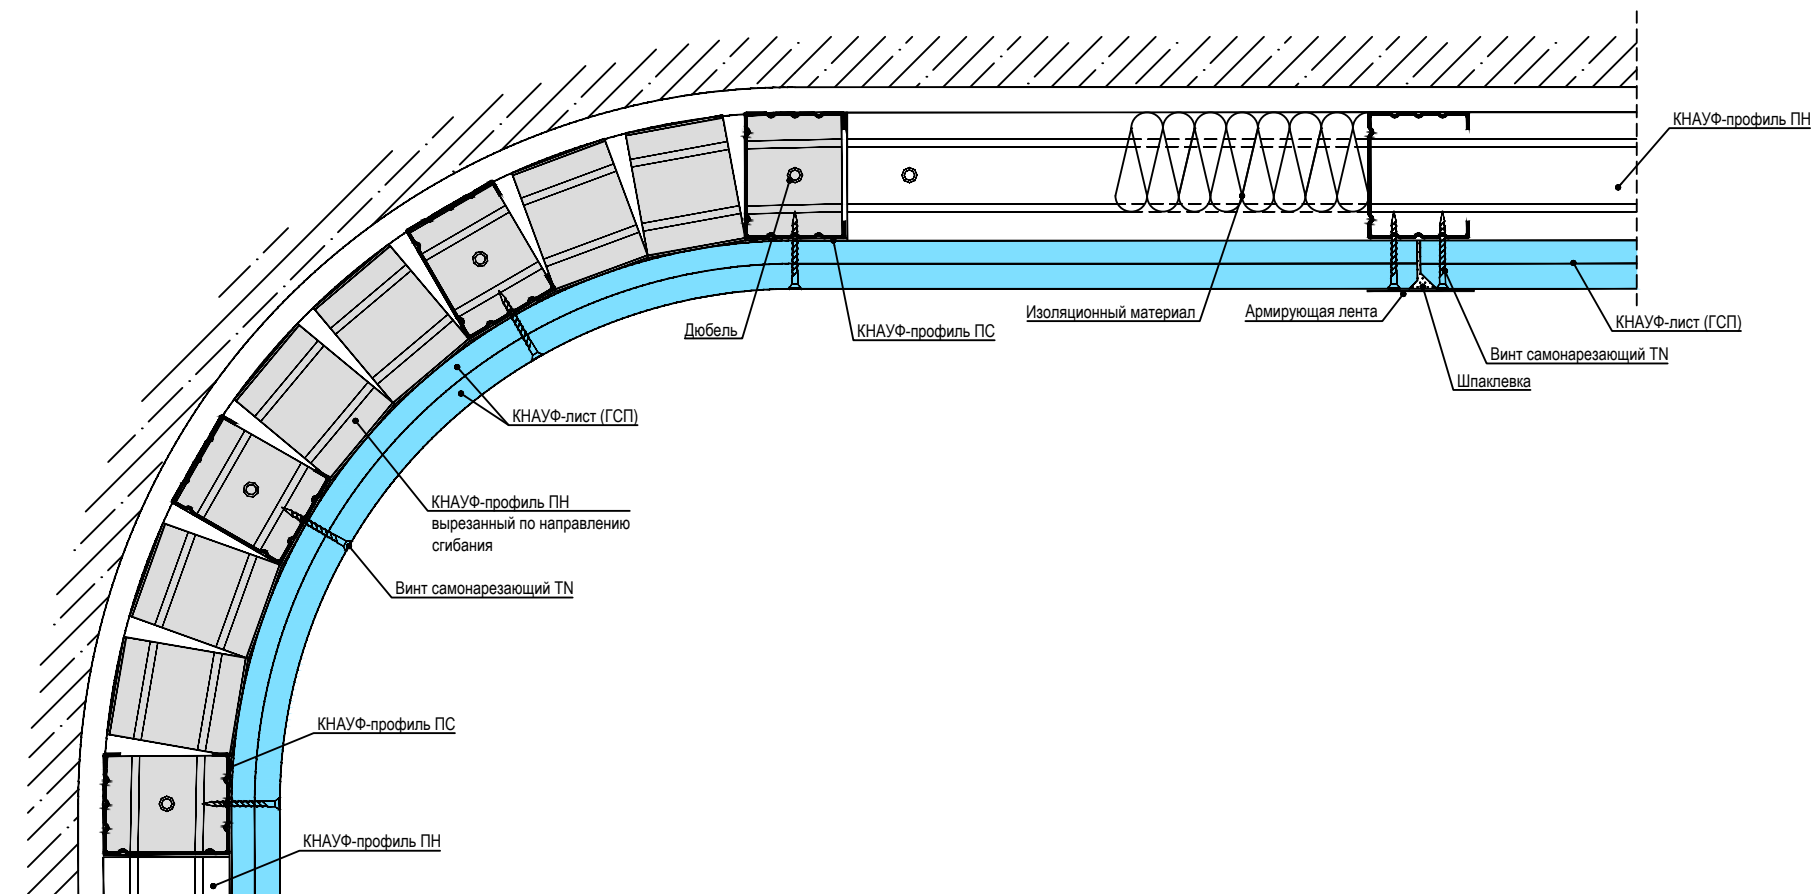 КНАУФ-профиль ПН
Дюбель
КНАУФ-профиль ПС
Изоляционный материал
Армирующая лента
КНАУФ-лист (ГСП)
Винт самонарезающий TN
Шпаклевка
КНАУФ-лист (ГСП)
КНАУФ-профиль ПН
вырезанный по направлению
сгибания
Винт самонарезающий TN
КНАУФ-профиль ПС
КНАУФ-профиль ПН